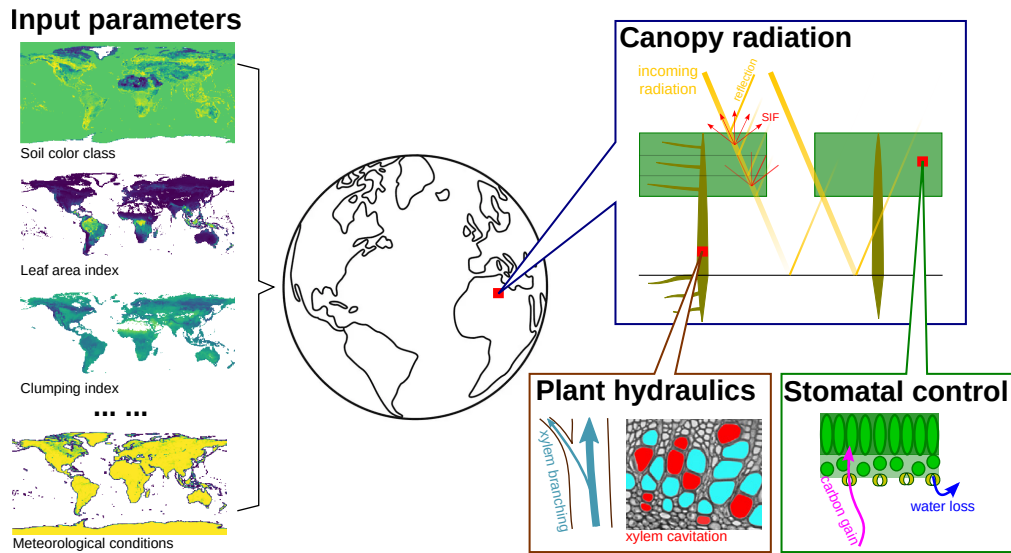 Input parameters
Soil color class
Leaf area index
Clumping index
... ...
Meteorological conditions
Canopy radiation
incoming
radiation
reflection
SIF
Plant hydraulics
xylem branching
xylem cavitation
Stomatal control
carbon gain
water loss